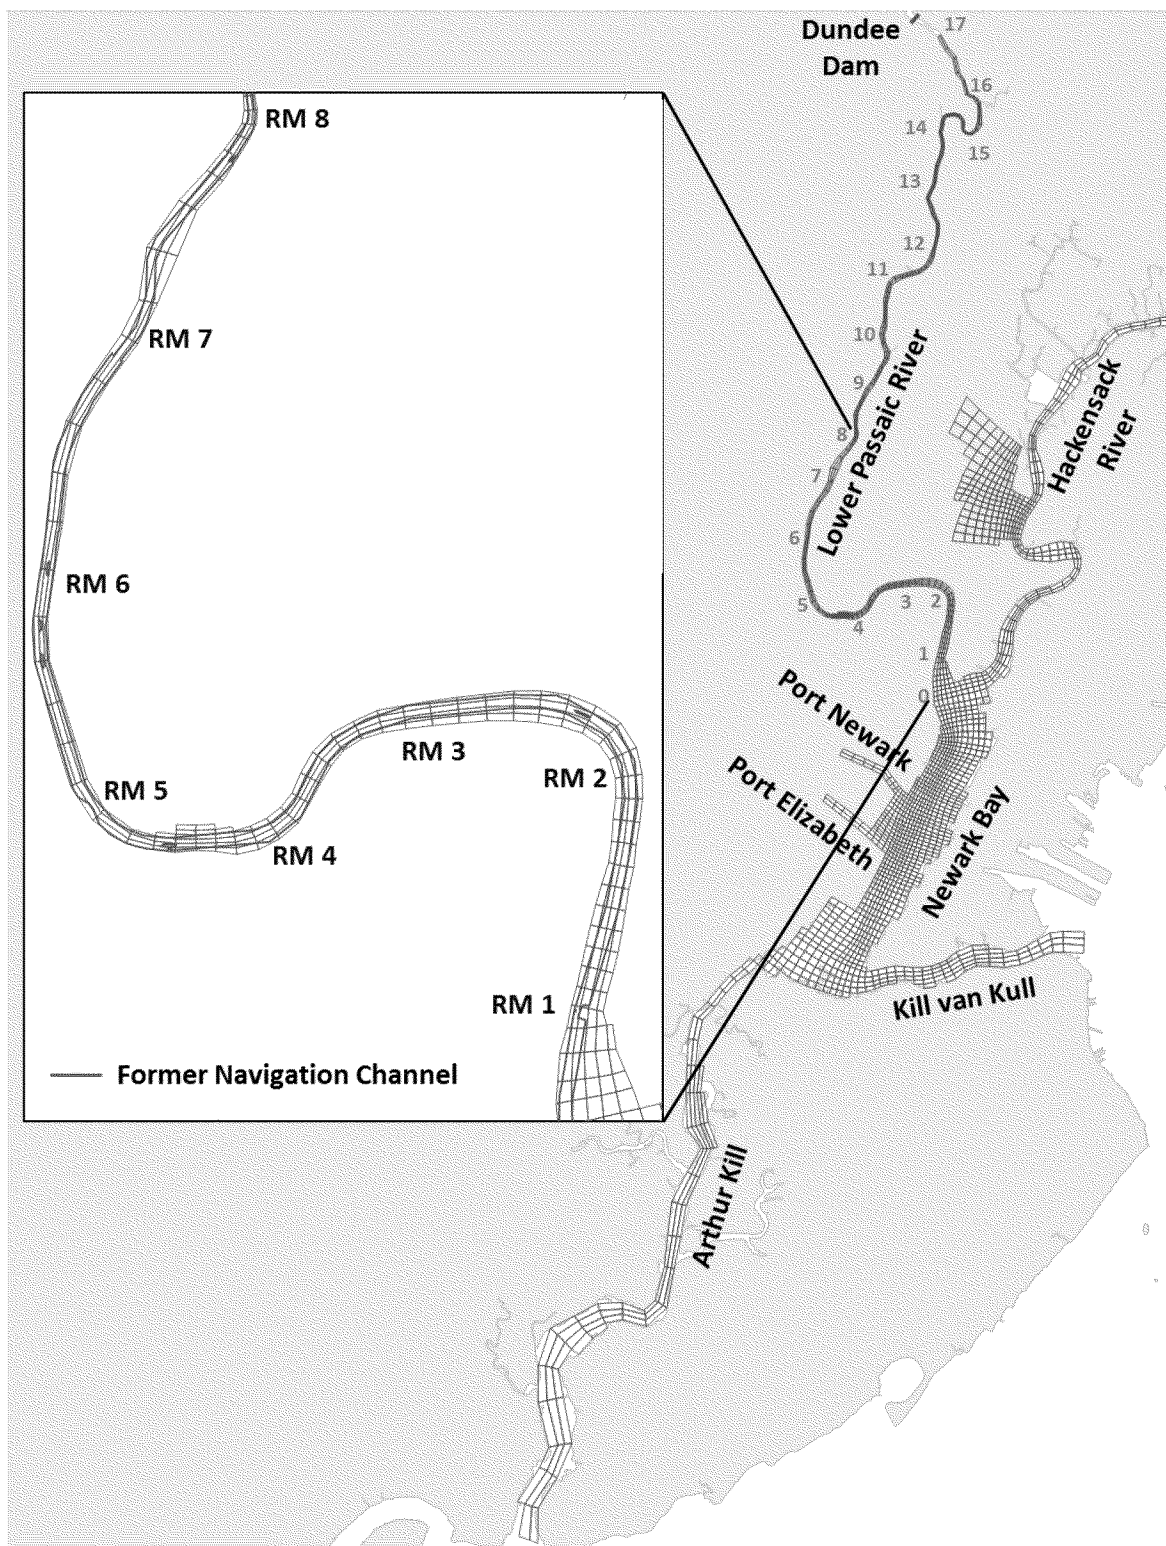 Dundee
Dam
17
16
15
14
13
12
11
10
9
8
7
6
5
4
3
2
1
0
Lower Passaic River
Hackensack
River
Port Newark
Port Elizabeth
Newark Bay
Kill van Kull
Arthur Kill
RM 8
RM 7
RM 6
RM 5
RM 4
RM 3
RM 2
RM 1
Former Navigation Channel